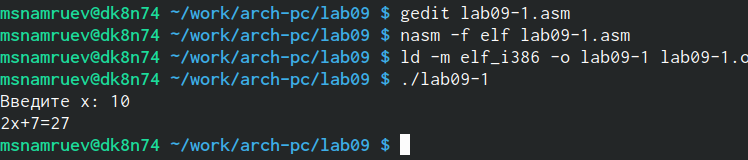 msnamruev@dk8n74 ~/work/arch-pc/lab09 $ gedit lab09-1.asm
msnamruev@dk8n74 ~/work/arch-pc/lab09 $ nasm -f elf lab09-1.asm
msnamruev@dk8n74 ~/work/arch-pc/lab09 $ ld -m elf_i386 -o lab09-1 lab09-1.o
msnamruev@dk8n74 ~/work/arch-pc/lab09 $ ./lab09-1
Введите x: 10
2x+7=27
msnamruev@dk8n74 ~/work/arch-pc/lab09 $